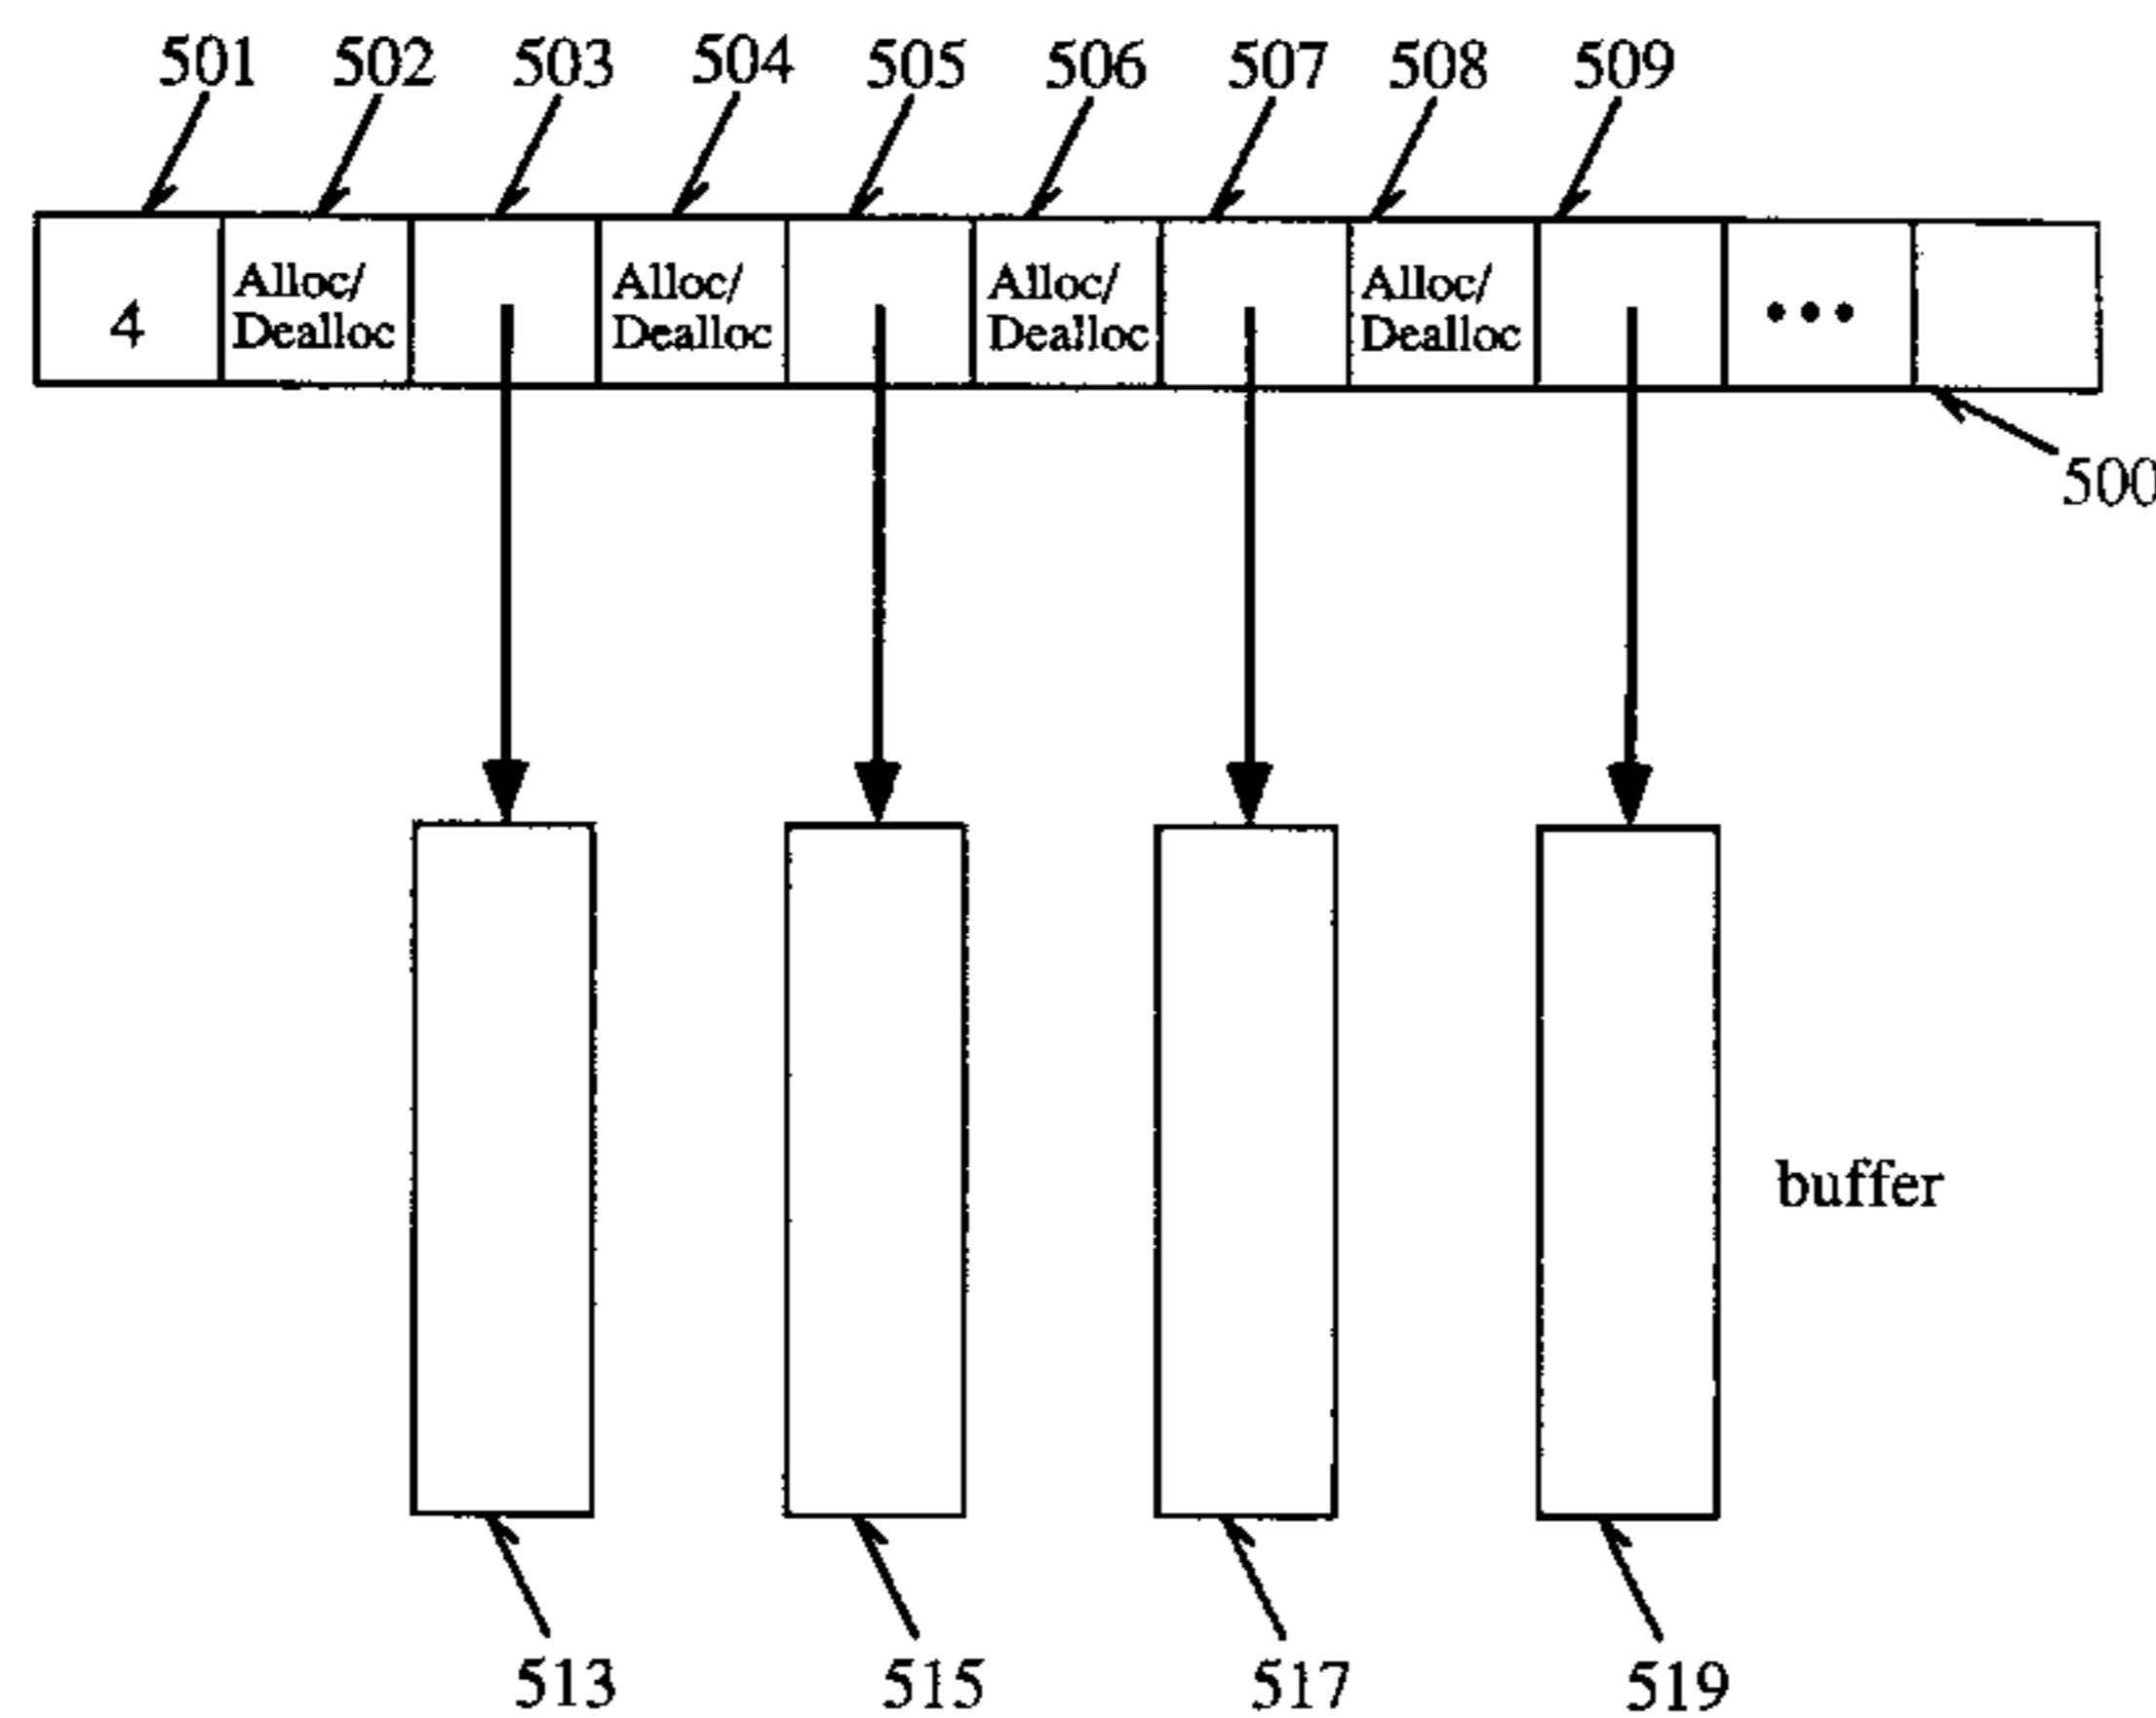 501 502 503 504 505 506 507 508 509
4 Alloc/ Alloc/ Alloc/ Alloc/
Dealloc Dealloc Dealloc Dealloc
•••
500
buffer
513 515 517 519